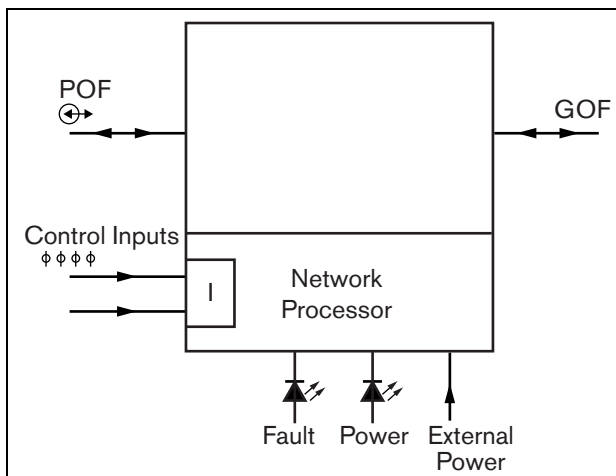 POF
GOF
Control Inputs
ϕ ϕ ϕ ϕ
I
Network
Processor
Fault
Power
External
Power